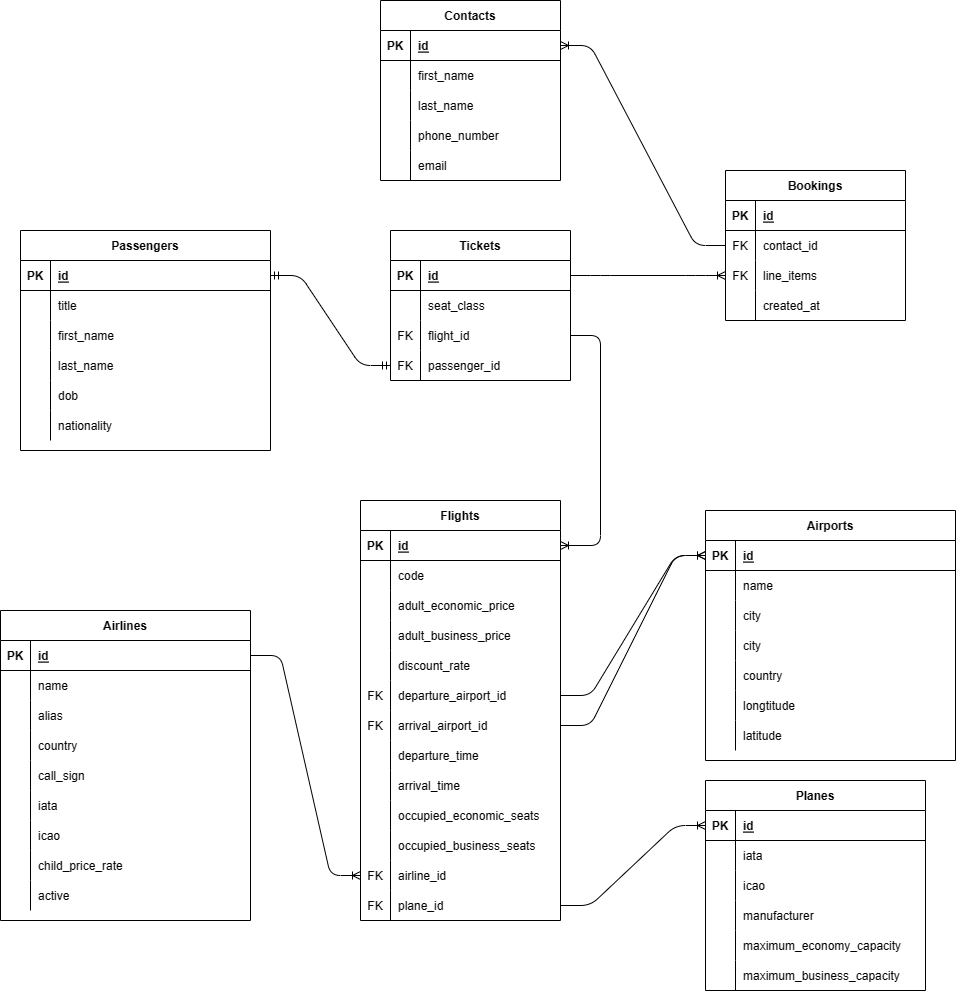 Contacts
PK id
first_name
last_name
phone_number
email
Bookings
PK id
FK contact_id
FK line_items
created_at
Passengers
PK id
title
first_name
last_name
dob
nationality
Tickets
PK id
seat_class
FK flight_id
FK passenger_id
Flights
PK id
code
adult_economic_price
adult_business_price
discount_rate
FK departure_airport_id
FK arrival_airport_id
departure_time
arrival_time
occupied_economic_seats
occupied_business_seats
FK airline_id
FK plane_id
Airports
PK id
name
city
city
country
longtitude
latitude
Airlines
PK id
name
alias
country
call_sign
iata
icao
child_price_rate
active
Planes
PK id
iata
icao
manufacturer
maximum_economy_capacity
maximum_business_capacity